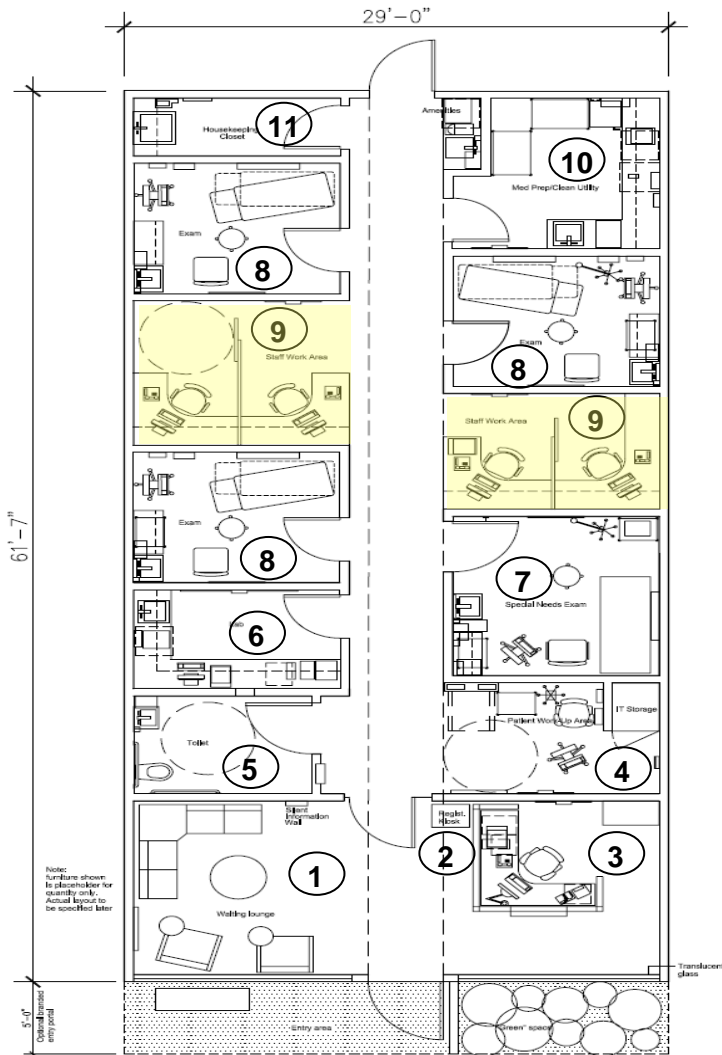 29'-0"
61'-7"
11
Housekeeping
Closet
Amenities
10
Med Prep/Clean Utility
Exam
8
9
Staff Work Area
Exam
8
Staff Work Area
9
Exam
8
7
Special Needs Exam
6
Lab
Patient Work-Up Area
IT Storage
4
Toilet
5
Silent
Information
Wall
Regist.
Kiosk
2
3
1
Waiting lounge
Note:
furniture shown
is placeholder for
quantity only.
Actual layout to
be specified later
Translucent
glass
5'-0"
Optional branded
entry portal
Entry area
"Green" space